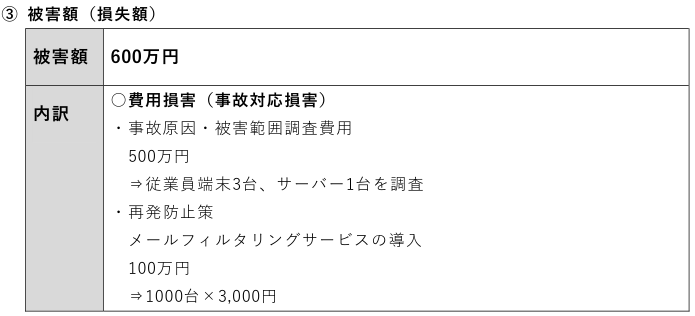 ③ 被害額（損失額）
被害額 600万円
内訳 ○費用損害（事故対応損害）
・事故原因・被害範囲調査費用
500万円
⇒従業員端末3台、サーバー1台を調査
・再発防止策
メールフィルタリングサービスの導入
100万円
⇒1000台×3,000円